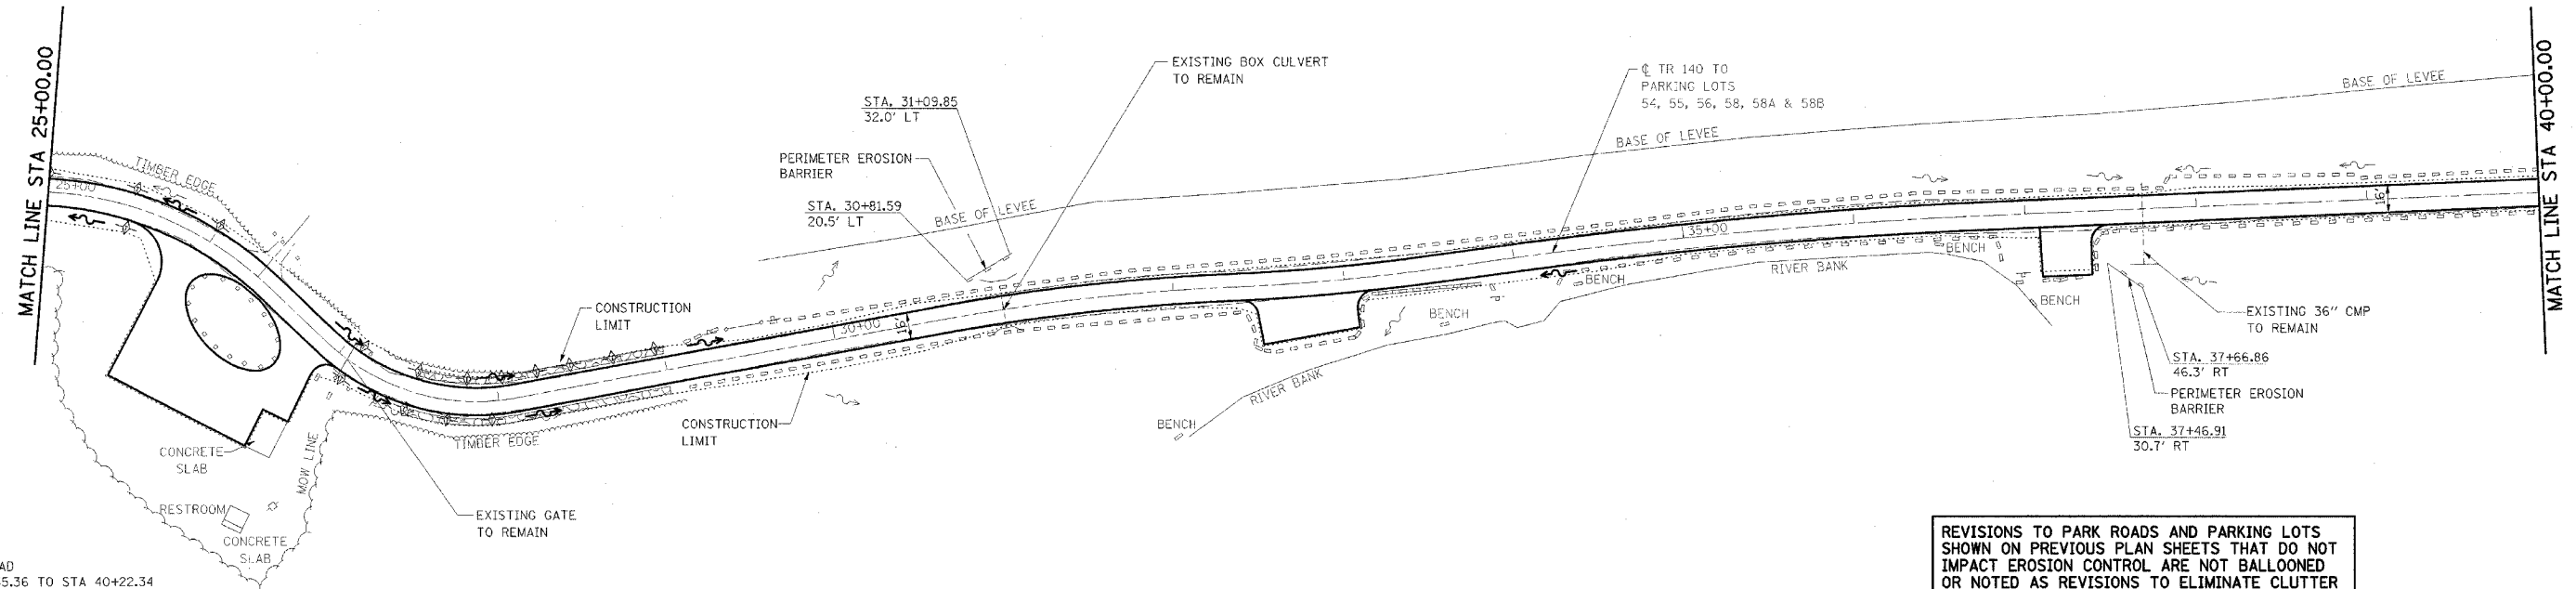 MATCH LINE STA 25+00.00
TIMBER EDGE
25+00
CONCRETE
SLAB
RESTROOM
CONCRETE
SLAB
MOW LINE
EXISTING GATE
TO REMAIN
TIMBER EDGE
CONSTRUCTION
LIMIT
CONSTRUCTION
LIMIT
30+00
16'
PERIMETER EROSION
BARRIER
STA. 30+81.59
20.5' LT
STA. 31+09.85
32.0' LT
BASE OF LEVEE
EXISTING BOX CULVERT
TO REMAIN
BENCH
RIVER BANK
BENCH
BENCH
℄ TR 140 TO
PARKING LOTS
54, 55, 56, 58, 58A & 58B
BASE OF LEVEE
35+00
RIVER BANK
BENCH
BENCH
BASE OF LEVEE
16'
EXISTING 36" CMP
TO REMAIN
STA. 37+66.86
46.3' RT
PERIMETER EROSION
BARRIER
STA. 37+46.91
30.7' RT
MATCH LINE STA 40+00.00
AD
5.36 TO STA 40+22.34
REVISIONS TO PARK ROADS AND PARKING LOTS
SHOWN ON PREVIOUS PLAN SHEETS THAT DO NOT
IMPACT EROSION CONTROL ARE NOT BALLOONED
OR NOTED AS REVISIONS TO ELIMINATE CLUTTER